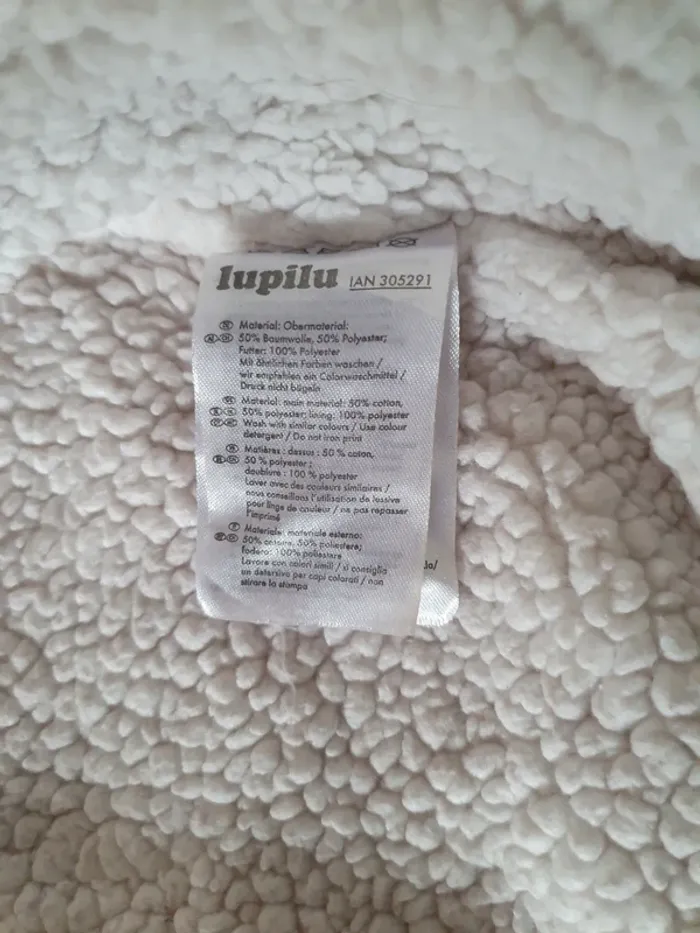 lupilu IAN 305291
Material: Obermaterial:
50% Baumwolle, 50% Polyester;
Futter: 100% Polyester
Mit ähnlichen Farben waschen /
wir empfehlen ein Colorwaschmittel /
Druck nicht bügeln
Material: main material: 50% cotton,
50% polyester; lining: 100% polyester
Wash with similar colours / Use colour
detergent / Do not iron print
Matières : dessus : 50 % coton,
50 % polyester ;
doublure : 100 % polyester
Laver avec des couleurs similaires /
nous conseillons l'utilisation de lessive
pour linge de couleur / ne pas repasser
l'imprimé
Materiale: materiale esterno:
50% cotone, 50% poliestere;
fodera: 100% poliestere
Lavare con colori simili / si consiglia
un detersivo per capi colorati / non
stirare la stampa